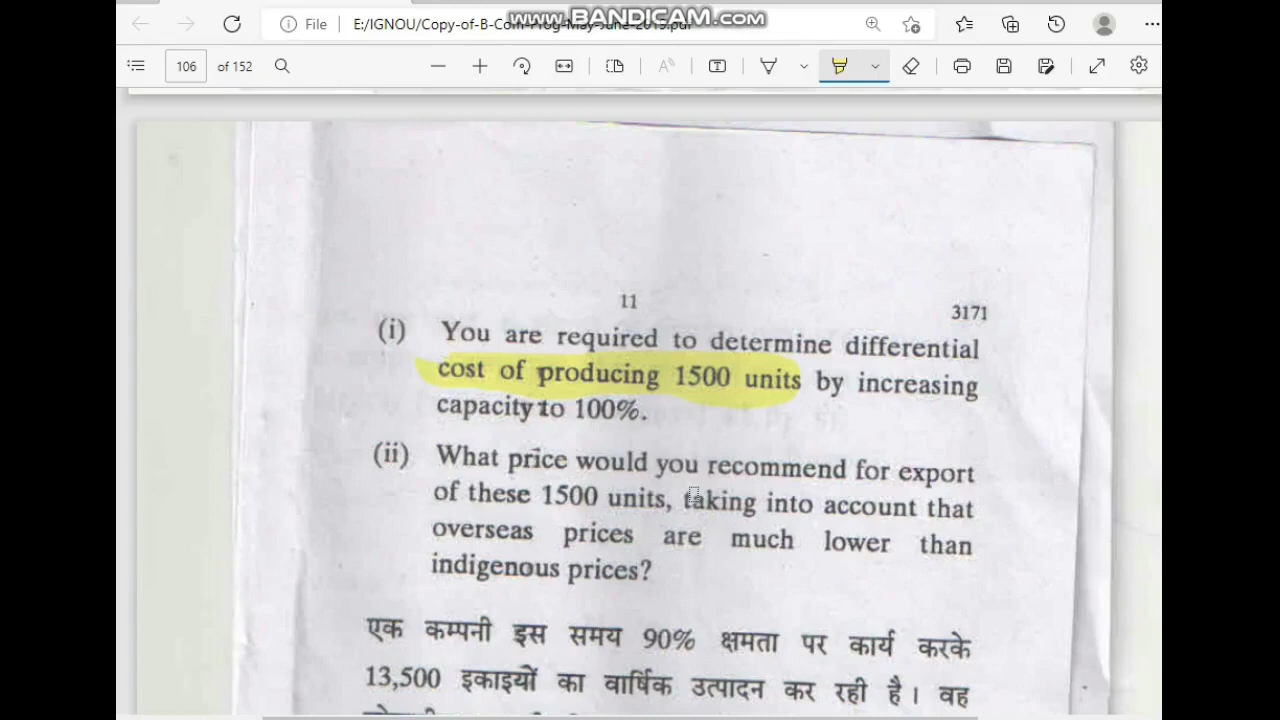 www.BANDICAM.com
File E:/IGNOU/Copy-of-B-Com-Prog-May-June-2019.pdf
106 of 152
11
3171
(i) You are required to determine differential
cost of producing 1500 units by increasing
capacity to 100%.
(ii) What price would you recommend for export
of these 1500 units, taking into account that
overseas prices are much lower than
indigenous prices?
एक कम्पनी इस समय 90% क्षमता पर कार्य करके
13,500 इकाइयों का वार्षिक उत्पादन कर रही है। वह